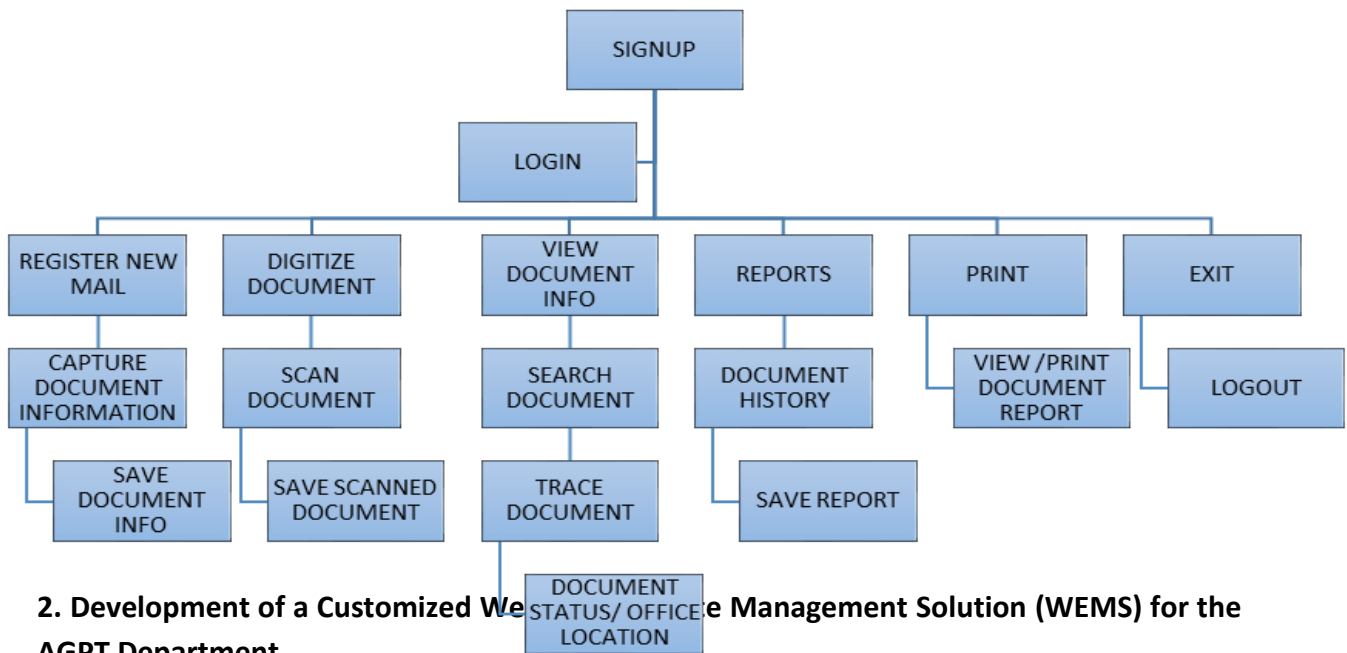 SIGNUP
LOGIN
REGISTER NEW
MAIL
DIGITIZE
DOCUMENT
VIEW
DOCUMENT
INFO
REPORTS
PRINT
EXIT
CAPTURE
DOCUMENT
INFORMATION
SCAN
DOCUMENT
SEARCH
DOCUMENT
DOCUMENT
HISTORY
VIEW /PRINT
DOCUMENT
REPORT
LOGOUT
SAVE
DOCUMENT
INFO
SAVE SCANNED
DOCUMENT
TRACE
DOCUMENT
SAVE REPORT
DOCUMENT
STATUS/ OFFICE
LOCATION
2. Development of a Customized Management Solution (WEMS) for the
Department